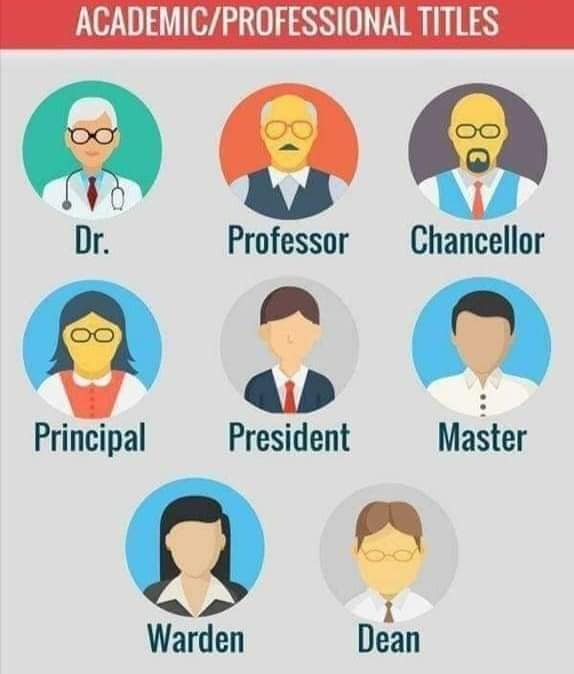 ACADEMIC/PROFESSIONAL TITLES
Dr. Professor Chancellor
Principal President Master
Warden Dean